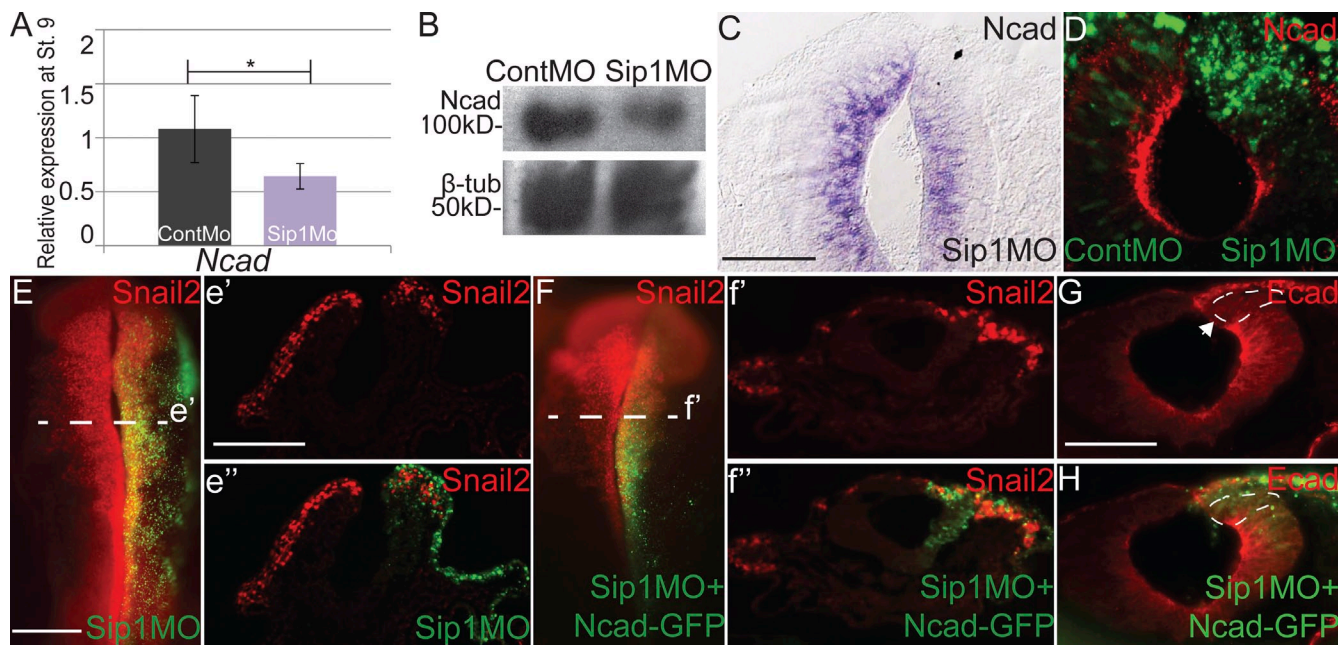 A
Relative expression at St. 9
2
1.5
1
0.5
0
*
ContMo
Sip1Mo
Ncad
B
ContMO Sip1MO
Ncad
100kD-
β-tub
50kD-
C
Ncad
Sip1MO
D
Ncad
ContMO Sip1MO
E
Snail2
e'
Sip1MO
e'
Snail2
e''
Snail2
Sip1MO
F
Snail2
f'
Sip1MO+
Ncad-GFP
f'
Snail2
f''
Snail2
Sip1MO+
Ncad-GFP
G
Ecad
H
Ecad
Sip1MO+
Ncad-GFP